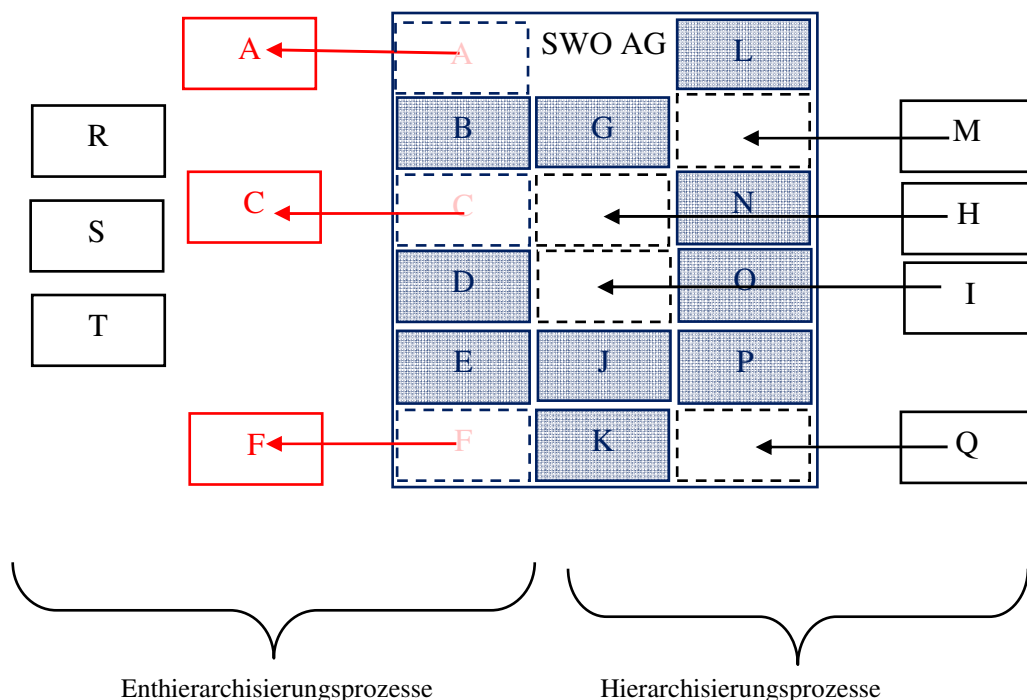 A
A
SWO AG
L
R
B
G
M
C
C
N
H
S
D
O
I
T
E
J
P
F
F
K
Q
Enthierarchisierungsprozesse
Hierarchisierungsprozesse